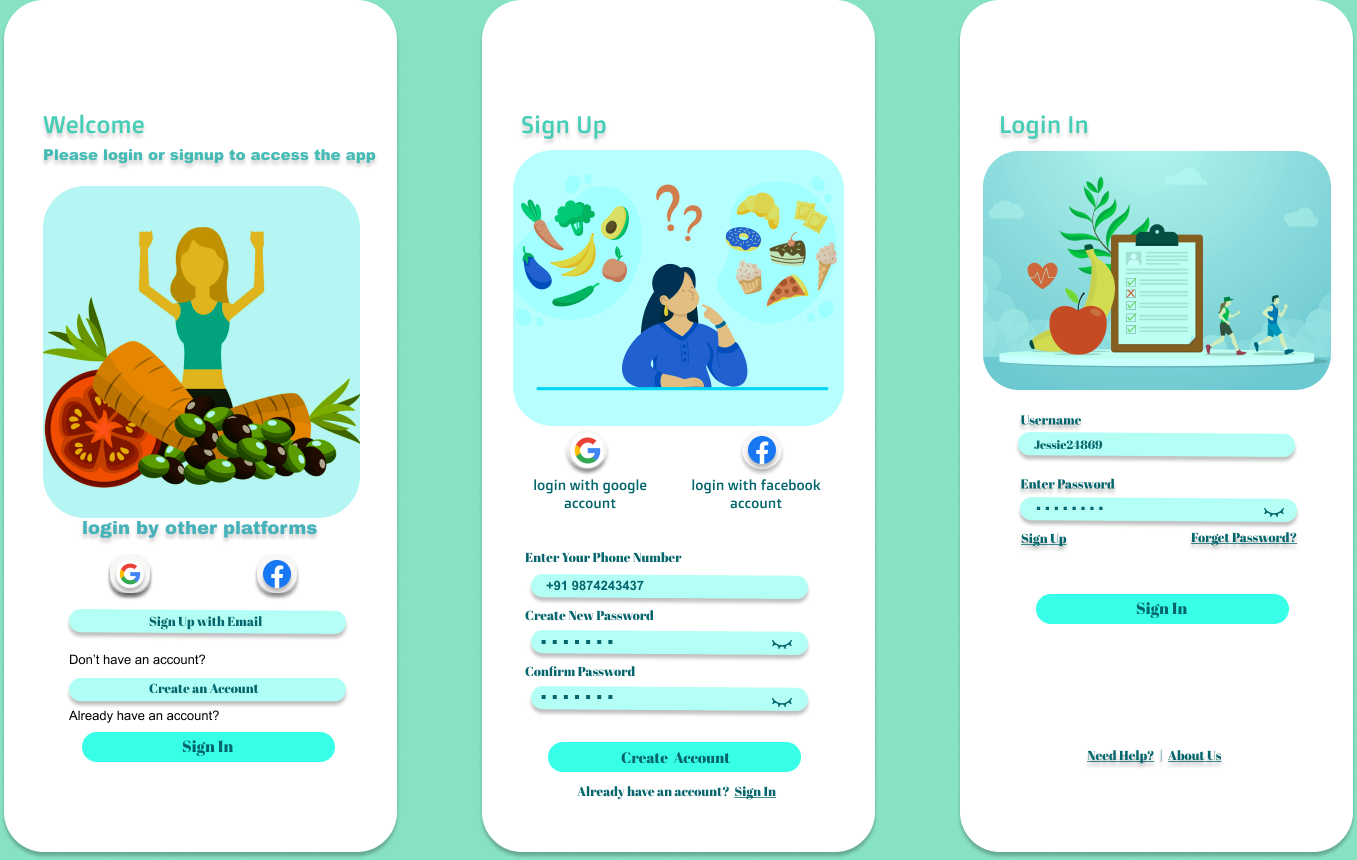 Welcome
Please login or signup to access the app
login by other platforms
Sign Up with Email
Don't have an account?
Create an Account
Already have an account?
Sign In
Sign Up
login with google
account
login with facebook
account
Enter Your Phone Number
+91 9874243437
Create New Password
Confirm Password
Create Account
Already have an account? Sign In
Login In
Username
Jessie24869
Enter Password
Sign Up
Forget Password?
Sign In
Need Help? | About Us